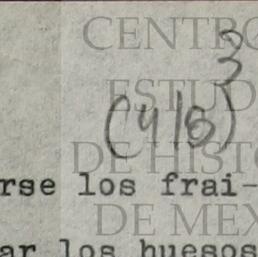 CENTRO
3
ESTUD
(416)
DE HISTO
rse los frai-
DE MEX
ar los huesos